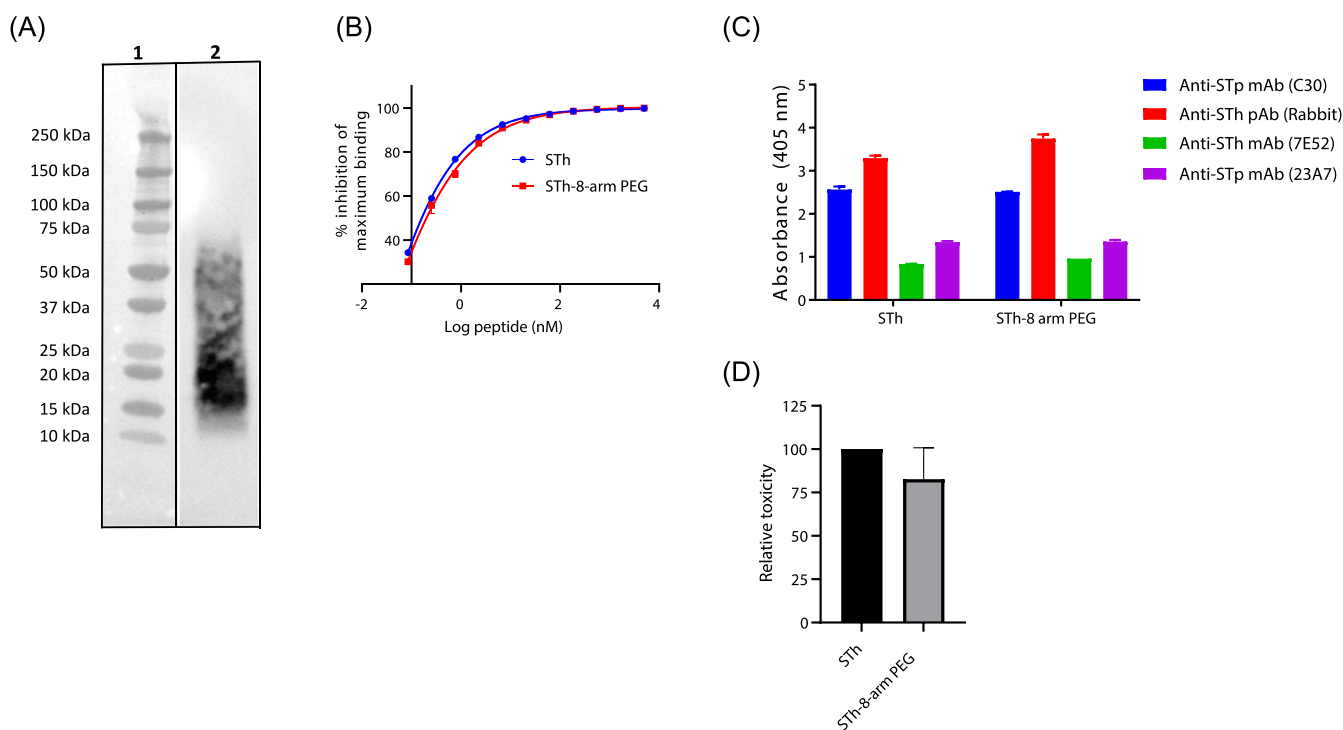 (A)
1 2
250 kDa
150 kDa
100 kDa
75 kDa
50 kDa
37 kDa
25 kDa
20 kDa
15 kDa
10 kDa
(B)
% inhibition of
maximum binding
100
80
60
40
-2 0 2 4
Log peptide (nM)
STh
STh-8-arm PEG
(C)
Absorbance (405 nm)
5
4
3
2
1
0
STh STh-8 arm PEG
Anti-STp mAb (C30)
Anti-STh pAb (Rabbit)
Anti-STh mAb (7E52)
Anti-STp mAb (23A7)
(D)
Relative toxicity
125
100
75
50
25
0
STh
STh-8-arm PEG